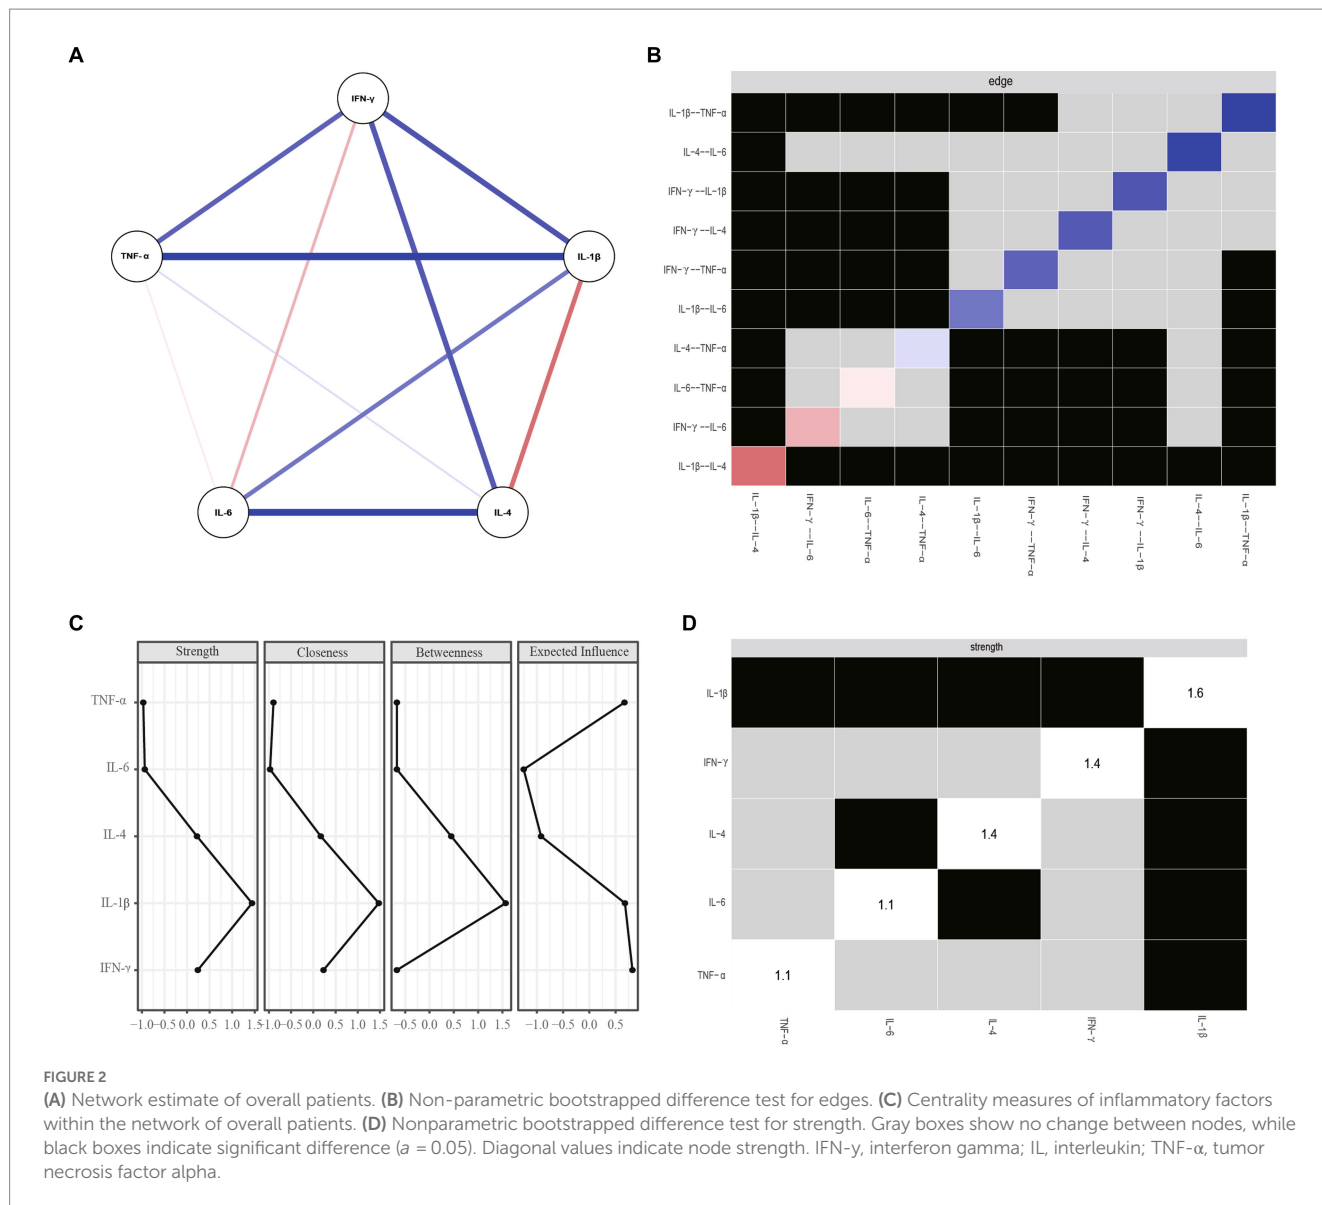 A
IFN-γ
TNF-α
IL-1β
IL-6
IL-4
B
edge
IL-1β--TNF-α
IL-4--IL-6
IFN-γ --IL-1β
IFN-γ --IL-4
IFN-γ --TNF-α
IL-1β--IL-6
IL-4--TNF-α
IL-6--TNF-α
IFN-γ --IL-6
IL-1β--IL-4
IL-1β--IL-4
IFN-γ --IL-6
IL-6--TNF-α
IL-4--TNF-α
IL-1β--IL-6
IFN-γ --TNF-α
IFN-γ --IL-4
IFN-γ --IL-1β
IL-4--IL-6
IL-1β--TNF-α
C
Strength Closeness Betweenness Expected Influence
TNF-α
IL-6
IL-4
IL-1β
IFN-γ
−1.0 −0.5 0.0 0.5 1.0 1.5 −1.0 −0.5 0.0 0.5 1.0 1.5 −0.5 0.0 0.5 1.0 1.5 −1.0 −0.5 0.0 0.5
D
strength
IL-1β 1.6
IFN-γ 1.4
IL-4 1.4
IL-6 1.1
TNF-α 1.1
TNF-α IL-6 IL-4 IFN-γ IL-1β
FIGURE 2
(A) Network estimate of overall patients. (B) Non-parametric bootstrapped difference test for edges. (C) Centrality measures of inflammatory factors
within the network of overall patients. (D) Nonparametric bootstrapped difference test for strength. Gray boxes show no change between nodes, while
black boxes indicate significant difference (a = 0.05). Diagonal values indicate node strength. IFN-y, interferon gamma; IL, interleukin; TNF-α, tumor
necrosis factor alpha.